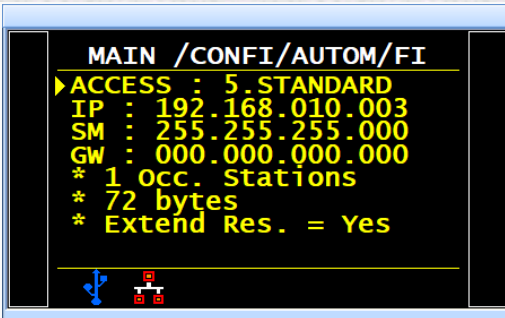 MAIN /CONFI/AUTOM/FI
ACCESS : 5.STANDARD
IP : 192.168.010.003
SM : 255.255.255.000
GW : 000.000.000.000
* 1 Occ. Stations
* 72 bytes
* Extend Res. = Yes